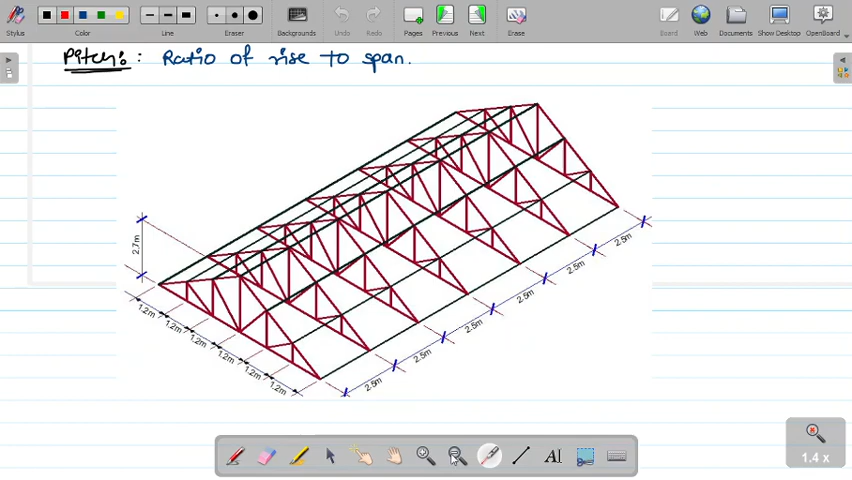 Stylus
Color
Line
Eraser
Backgrounds
Undo
Redo
Pages
Previous
Next
Erase
Board
Web
Documents
Show Desktop
OpenBoard
Pitch: : Ratio of rise to span.
2.7m
1.2m
1.2m
1.2m
1.2m
1.2m
1.2m
2.5m
2.5m
2.5m
2.5m
2.5m
2.5m
AI
1.4 x